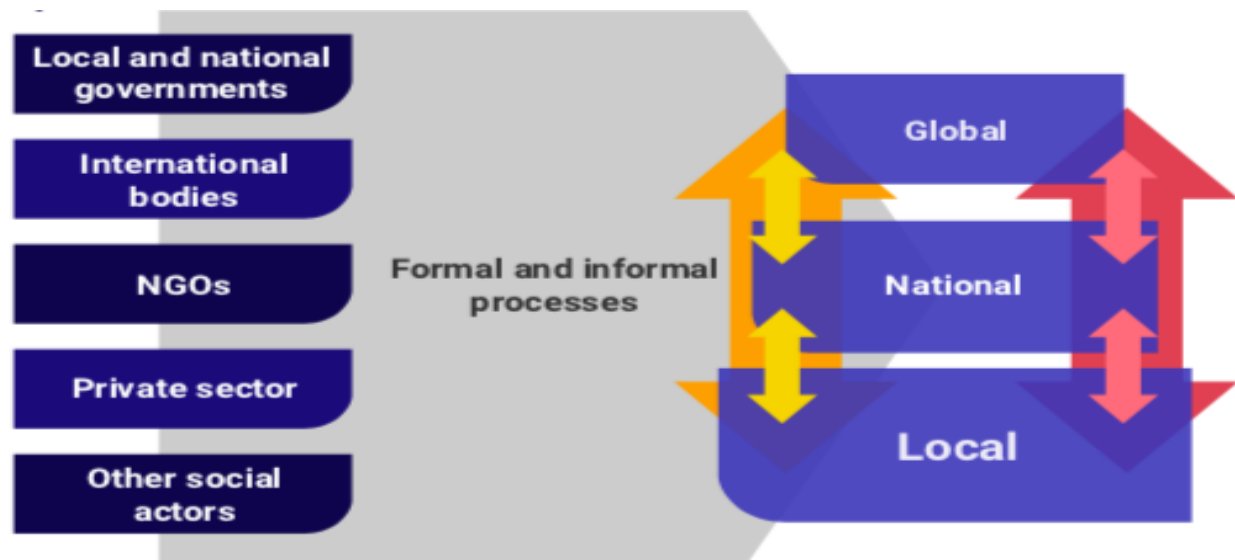 Local and national
governments
International
bodies
NGOs
Private sector
Other social
actors
Formal and informal
processes
Global
National
Local